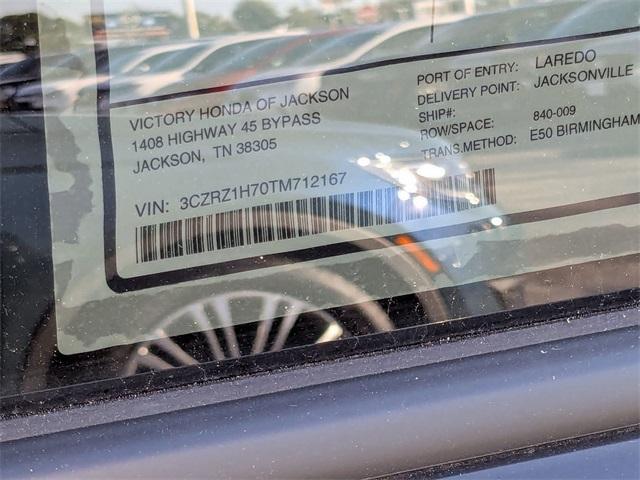 VICTORY HONDA OF JACKSON
1408 HIGHWAY 45 BYPASS
JACKSON, TN 38305
VIN: 3CZRZ1H70TM712167
PORT OF ENTRY: LAREDO
DELIVERY POINT: JACKSONVILLE
SHIP#:
ROW/SPACE: 840-009
TRANS.METHOD: E50 BIRMINGHAM